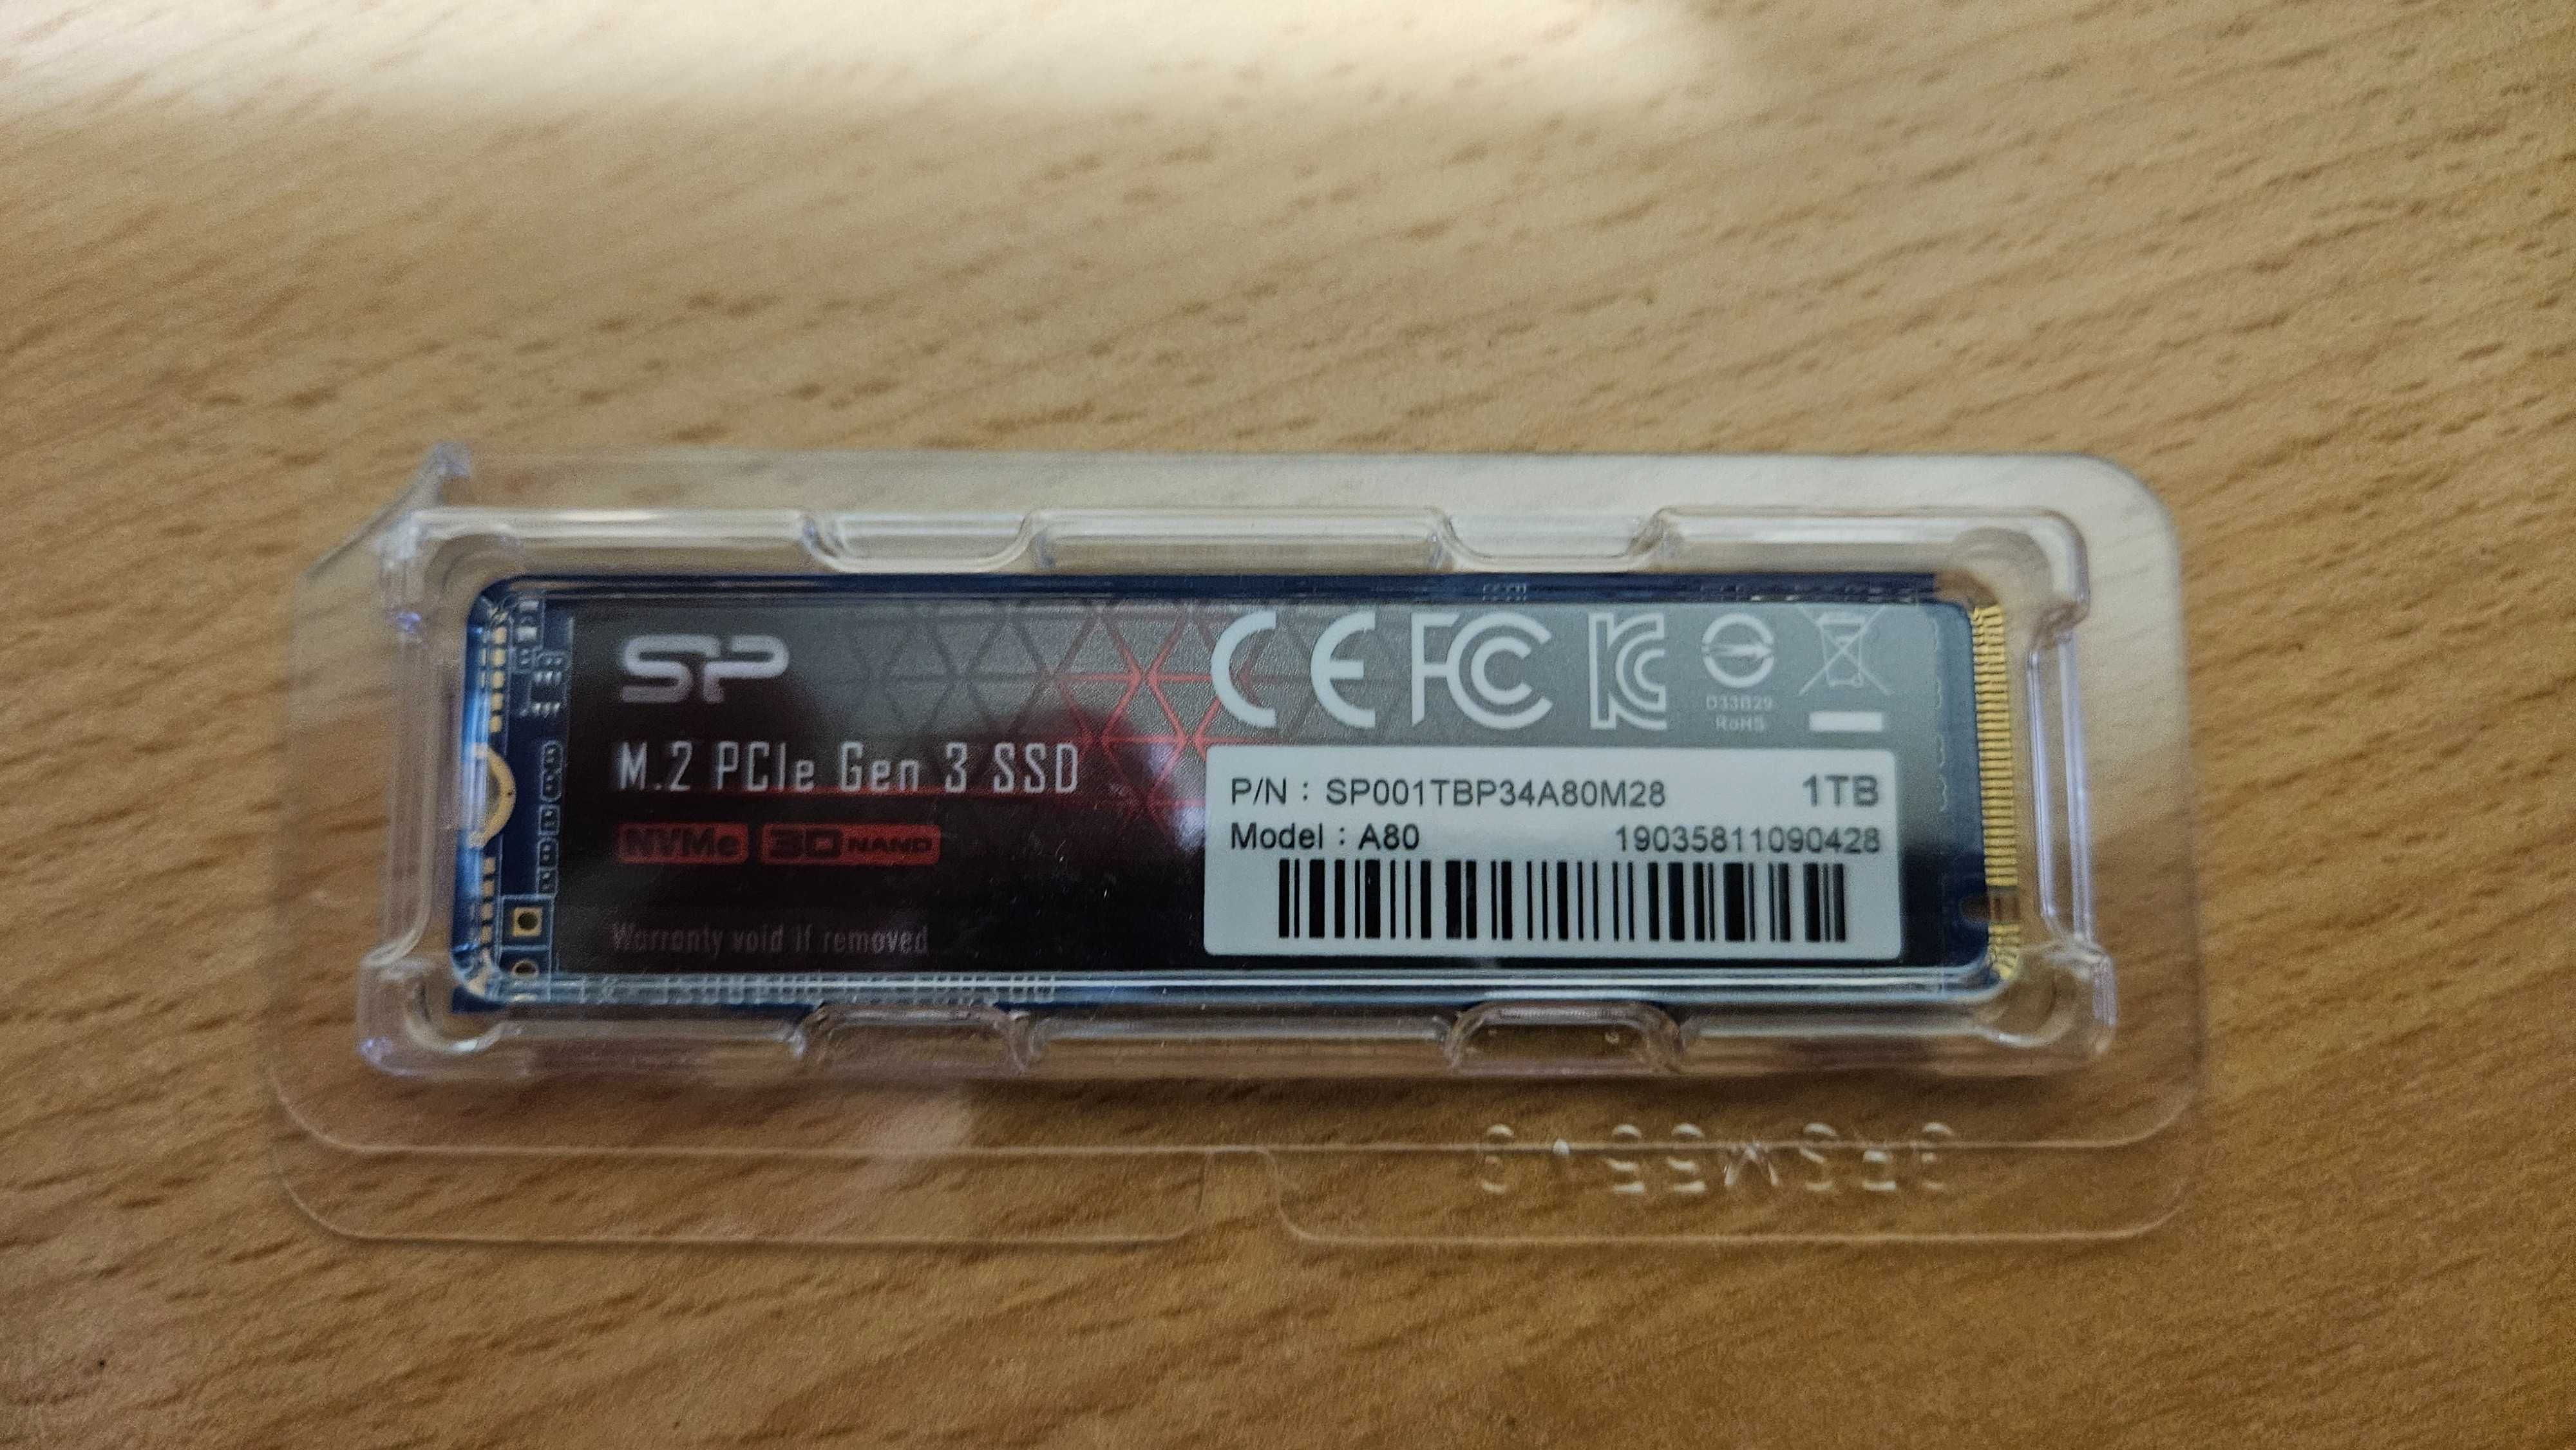 SP
M.2 PCIe Gen 3 SSD
NVMe 3D NAND
Warranty void if removed
CE FC KC
D33B29
RoHS
P/N : SP001TBP34A80M28 1TB
Model : A80 19035811090428